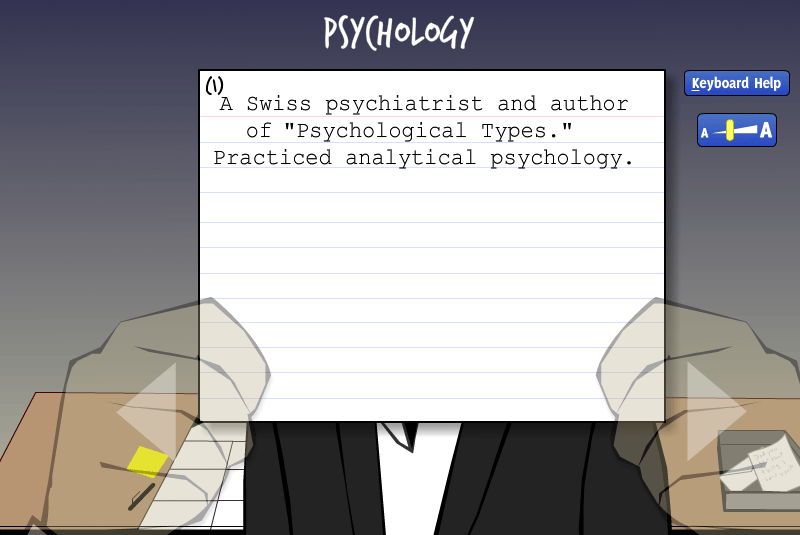 PSYCHOLOGY
(1)
A Swiss psychiatrist and author
of "Psychological Types."
Practiced analytical psychology.
Keyboard Help
A A